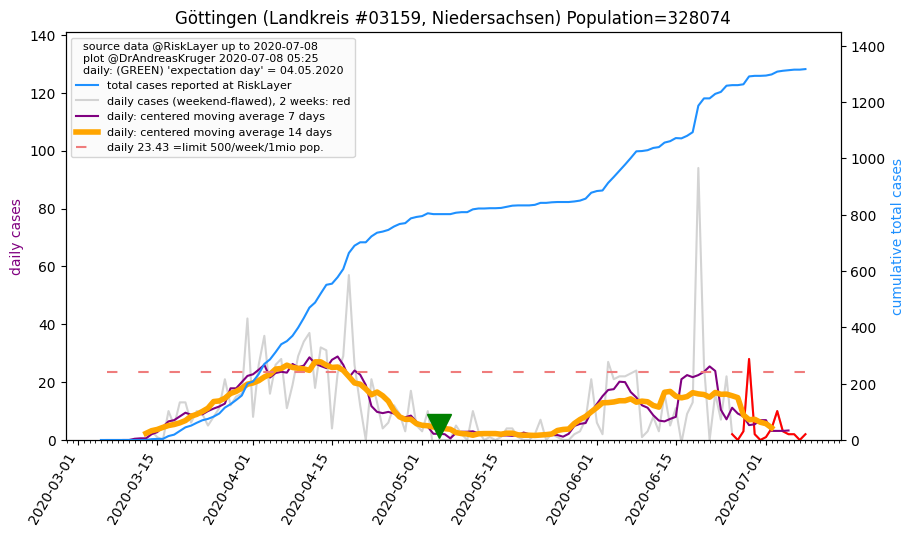 Göttingen (Landkreis #03159, Niedersachsen) Population=328074
source data @RiskLayer up to 2020-07-08
plot @DrAndreasKruger 2020-07-08 05:25
daily: (GREEN) 'expectation day' = 04.05.2020
total cases reported at RiskLayer
daily cases (weekend-flawed), 2 weeks: red
daily: centered moving average 7 days
daily: centered moving average 14 days
daily 23.43 =limit 500/week/1mio pop.
daily cases
140
120
100
80
60
40
20
0
cumulative total cases
1400
1200
1000
800
600
400
200
0
2020-03-01
2020-03-15
2020-04-01
2020-04-15
2020-05-01
2020-05-15
2020-06-01
2020-06-15
2020-07-01